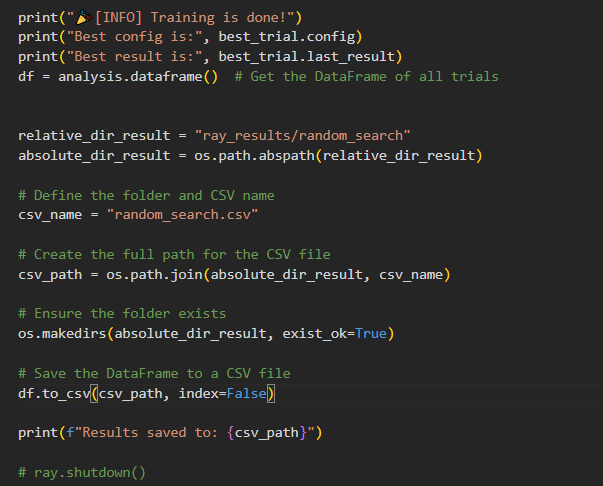 print("🎉[INFO] Training is done!")
print("Best config is:", best_trial.config)
print("Best result is:", best_trial.last_result)
df = analysis.dataframe()  # Get the DataFrame of all trials
relative_dir_result = "ray_results/random_search"
absolute_dir_result = os.path.abspath(relative_dir_result)
# Define the folder and CSV name
csv_name = "random_search.csv"
# Create the full path for the CSV file
csv_path = os.path.join(absolute_dir_result, csv_name)
# Ensure the folder exists
os.makedirs(absolute_dir_result, exist_ok=True)
# Save the DataFrame to a CSV file
df.to_csv(csv_path, index=False)
print(f"Results saved to: {csv_path}")
# ray.shutdown()